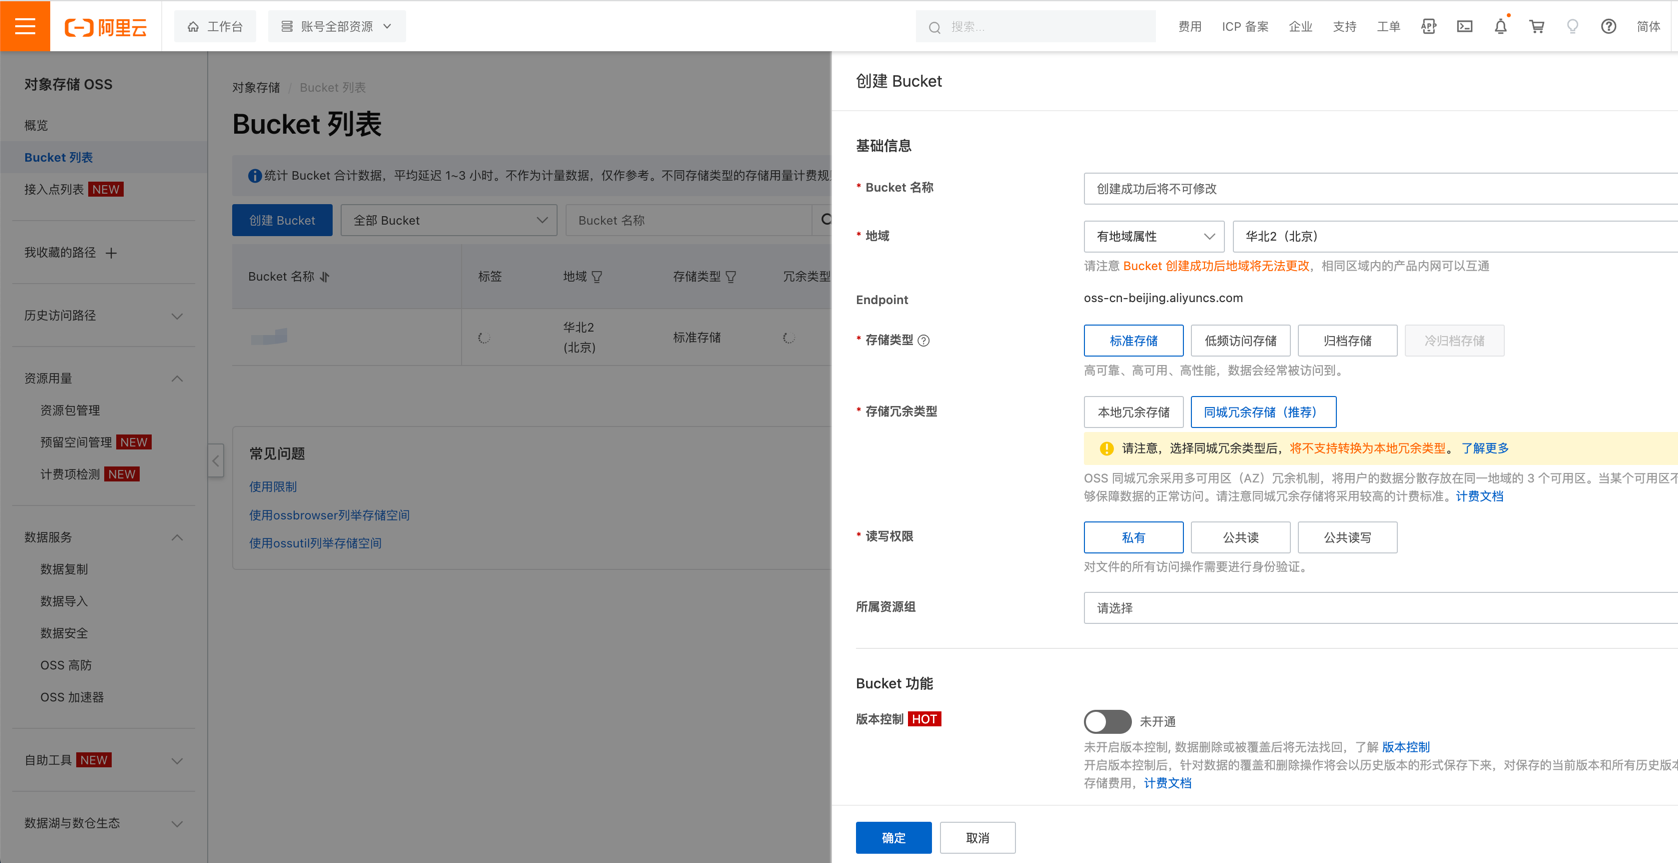 阿里云
工作台
账号全部资源
搜索...
费用
ICP 备案
企业
支持
工单
简体
对象存储 OSS
概览
Bucket 列表
接入点列表 NEW
我收藏的路径
历史访问路径
资源用量
资源包管理
预留空间管理 NEW
计费项检测 NEW
数据服务
数据复制
数据导入
数据安全
OSS 高防
OSS 加速器
自助工具 NEW
数据湖与数仓生态
对象存储 / Bucket 列表
Bucket 列表
统计 Bucket 合计数据，平均延迟 1~3 小时。不作为计量数据，仅作参考。不同存储类型的存储用量计费规
创建 Bucket
全部 Bucket
Bucket 名称
Bucket 名称
标签
地域
存储类型
冗余类型
华北2
(北京)
标准存储
常见问题
使用限制
使用ossbrowser列举存储空间
使用ossutil列举存储空间
创建 Bucket
基础信息
* Bucket 名称
创建成功后将不可修改
* 地域
有地域属性
华北2（北京）
请注意 Bucket 创建成功后地域将无法更改，相同区域内的产品内网可以互通
Endpoint
oss-cn-beijing.aliyuncs.com
* 存储类型
标准存储
低频访问存储
归档存储
冷归档存储
高可靠、高可用、高性能，数据会经常被访问到。
* 存储冗余类型
本地冗余存储
同城冗余存储（推荐）
请注意，选择同城冗余类型后，将不支持转换为本地冗余类型。 了解更多
OSS 同城冗余采用多可用区（AZ）冗余机制，将用户的数据分散存放在同一地域的 3 个可用区。当某个可用区不
够保障数据的正常访问。请注意同城冗余存储将采用较高的计费标准。计费文档
* 读写权限
私有
公共读
公共读写
对文件的所有访问操作需要进行身份验证。
所属资源组
请选择
Bucket 功能
版本控制 HOT
未开通
未开启版本控制, 数据删除或被覆盖后将无法找回，了解 版本控制
开启版本控制后，针对数据的覆盖和删除操作将会以历史版本的形式保存下来，对保存的当前版本和所有历史版本
存储费用，计费文档
确定
取消